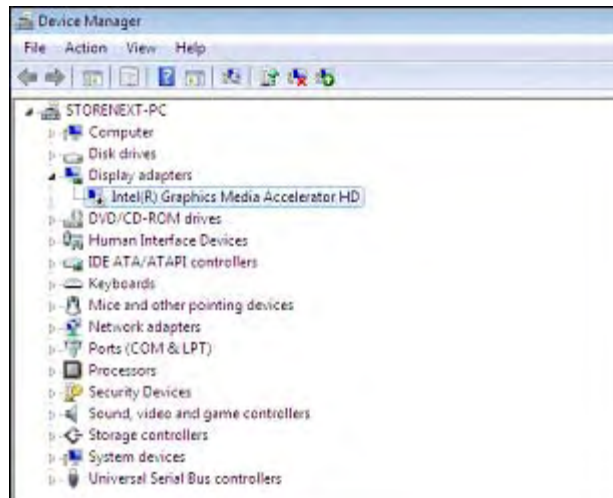 Device Manager
File Action View Help
STORENEXT-PC
Computer
Disk drives
Display adapters
Intel(R) Graphics Media Accelerator HD
DVD/CD-ROM drives
Human Interface Devices
IDE ATA/ATAPI controllers
Keyboards
Mice and other pointing devices
Network adapters
Ports (COM & LPT)
Processors
Security Devices
Sound, video and game controllers
Storage controllers
System devices
Universal Serial Bus controllers